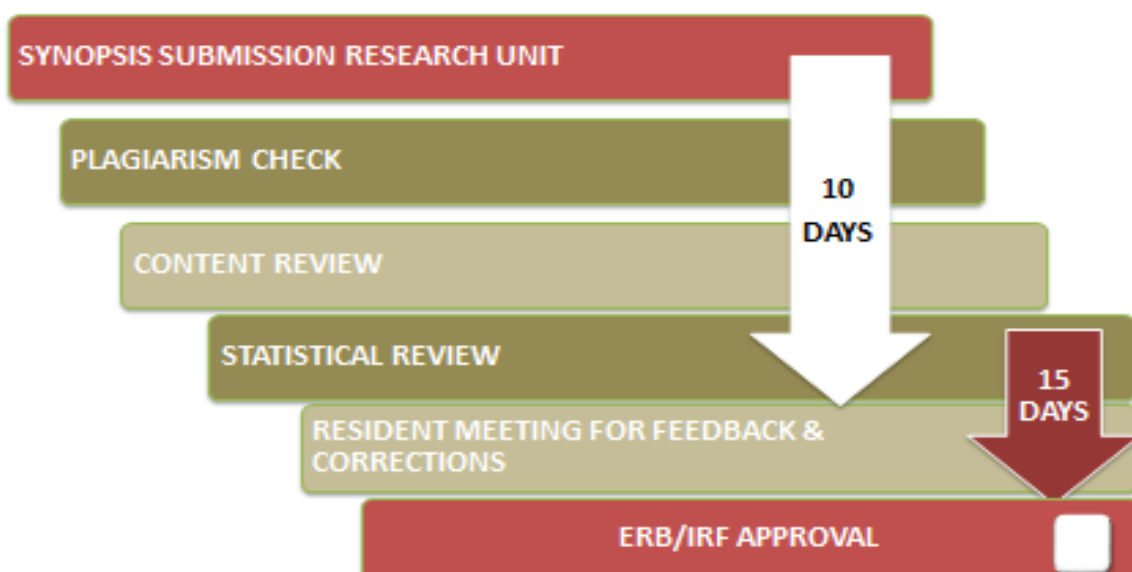 SYNOPSIS SUBMISSION RESEARCH UNIT
PLAGIARISM CHECK
10
DAYS
CONTENT REVIEW
STATISTICAL REVIEW
15
DAYS
RESIDENT MEETING FOR FEEDBACK &
CORRECTIONS
ERB/IRF APPROVAL